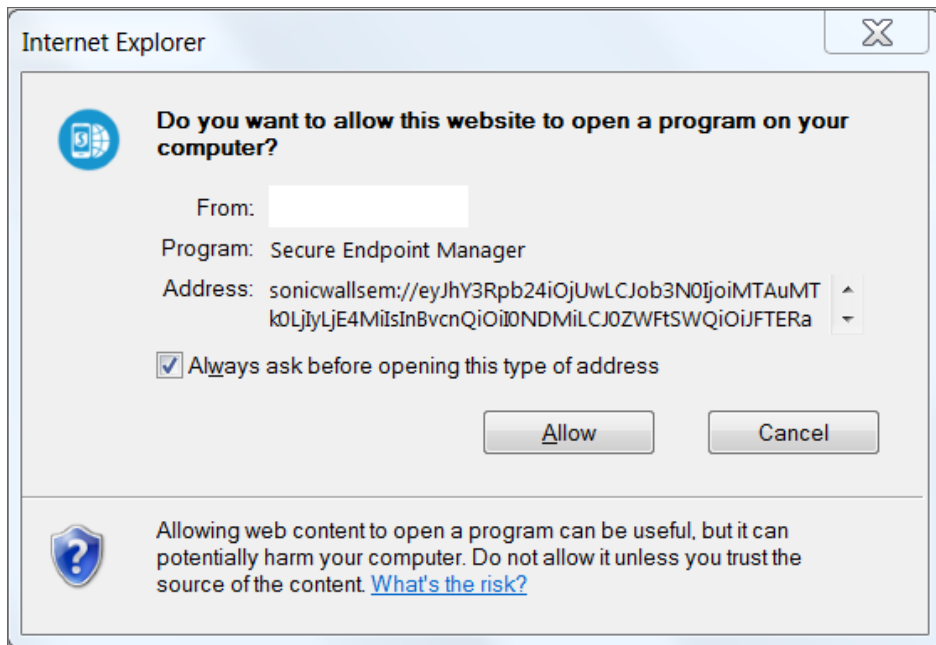 Internet Explorer
Do you want to allow this website to open a program on your
computer?
From:
Program: Secure Endpoint Manager
Address: sonicwallsem://eyJhY3Rpb24iOjUwLCJob3N0IjoiMTAuMT
k0LjIyLjE4MiIsInBvcnQiOiI0NDMiLCJ0ZWFtSWQiOiJFTERa
Always ask before opening this type of address
Allow Cancel
Allowing web content to open a program can be useful, but it can
potentially harm your computer. Do not allow it unless you trust the
source of the content. What's the risk?